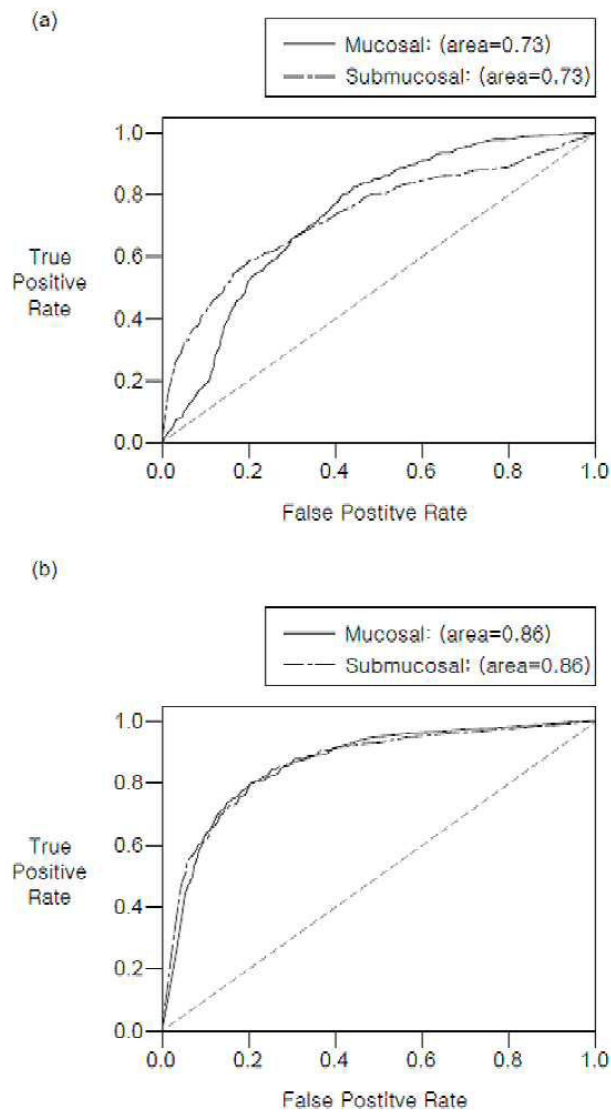 (a)
Mucosal: (area=0.73)
Submucosal: (area=0.73)
1.0
0.8
0.6
0.4
0.2
0.0
True
Positive
Rate
0.0 0.2 0.4 0.6 0.8 1.0
False Postitve Rate
(b)
Mucosal: (area=0.86)
Submucosal: (area=0.86)
1.0
0.8
0.6
0.4
0.2
0.0
True
Positive
Rate
0.0 0.2 0.4 0.6 0.8 1.0
False Postitve Rate